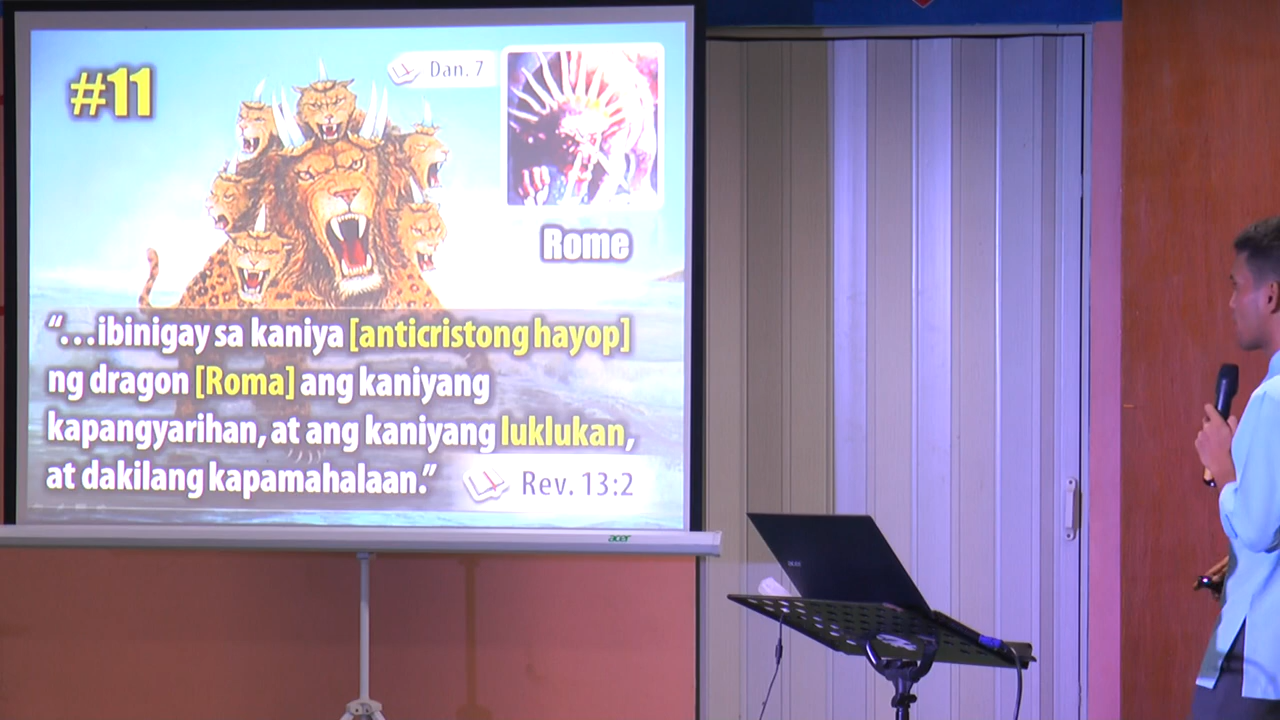 #11
Dan. 7
Rome
“...ibinigay sa kaniya [anticristong hayop]
ng dragon [Roma] ang kaniyang
kapangyarihan, at ang kaniyang luklukan,
at dakilang kapamahalaan.”
Rev. 13:2
acer